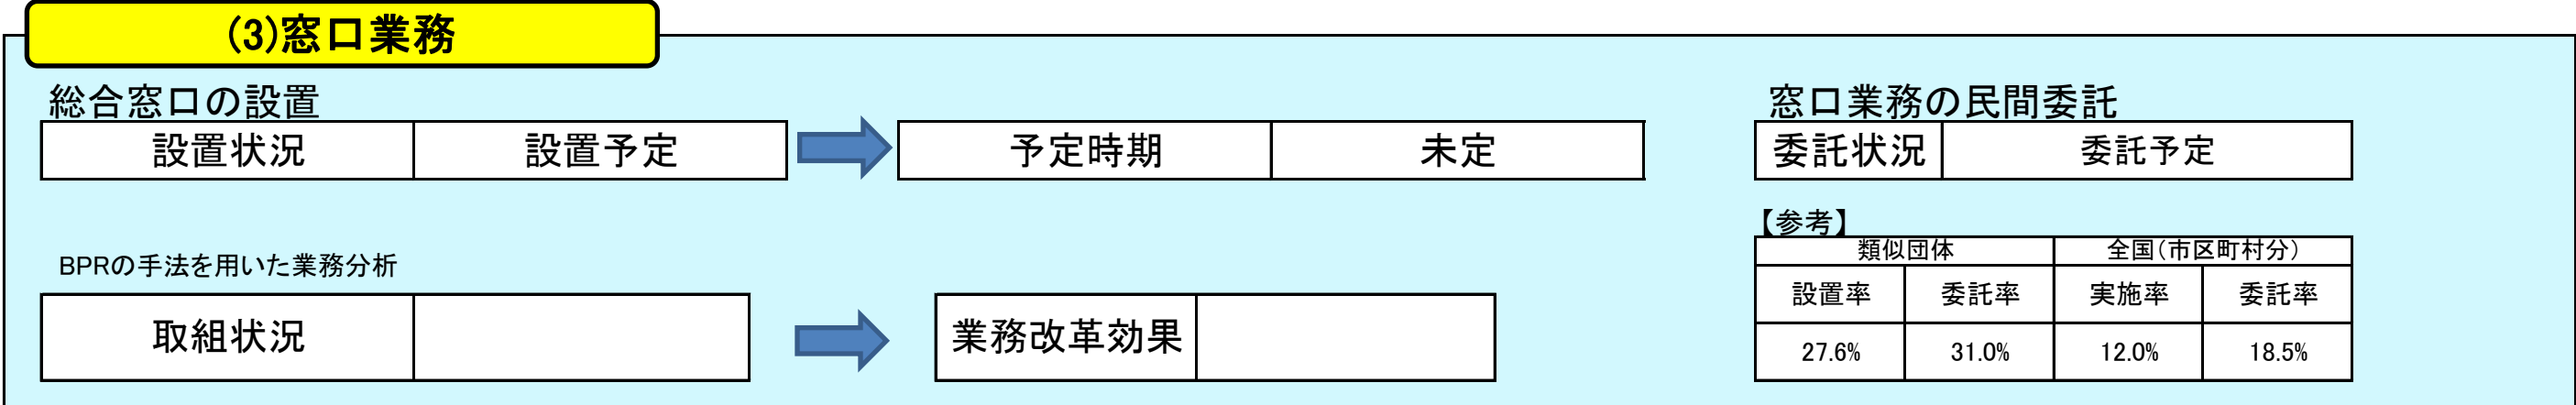 (3)窓口業務
総合窓口の設置
設置状況 設置予定 予定時期 未定
BPRの手法を用いた業務分析
取組状況 業務改革効果
窓口業務の民間委託
委託状況 委託予定
【参考】
類似団体 全国(市区町村分)
設置率 委託率 実施率 委託率
27.6% 31.0% 12.0% 18.5%